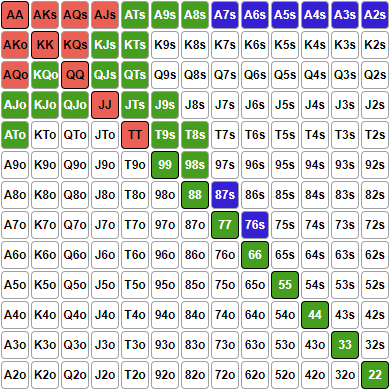 AA AKs AQs AJs ATs A9s A8s A7s A6s A5s A4s A3s A2s
AKo KK KQs KJs KTs K9s K8s K7s K6s K5s K4s K3s K2s
AQo KQo QQ QJs QTs Q9s Q8s Q7s Q6s Q5s Q4s Q3s Q2s
AJo KJo QJo JJ JTs J9s J8s J7s J6s J5s J4s J3s J2s
ATo KTo QTo JTo TT T9s T8s T7s T6s T5s T4s T3s T2s
A9o K9o Q9o J9o T9o 99 98s 97s 96s 95s 94s 93s 92s
A8o K8o Q8o J8o T8o 98o 88 87s 86s 85s 84s 83s 82s
A7o K7o Q7o J7o T7o 97o 87o 77 76s 75s 74s 73s 72s
A6o K6o Q6o J6o T6o 96o 86o 76o 66 65s 64s 63s 62s
A5o K5o Q5o J5o T5o 95o 85o 75o 65o 55 54s 53s 52s
A4o K4o Q4o J4o T4o 94o 84o 74o 64o 54o 44 43s 42s
A3o K3o Q3o J3o T3o 93o 83o 73o 63o 53o 43o 33 32s
A2o K2o Q2o J2o T2o 92o 82o 72o 62o 52o 42o 32o 22